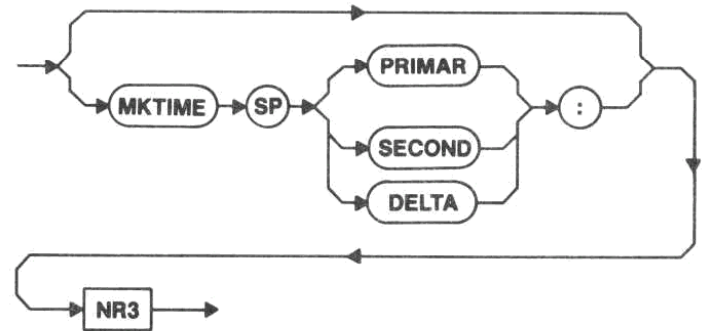 PRIMAR
MKTIME SP :
SECOND
DELTA
NR3